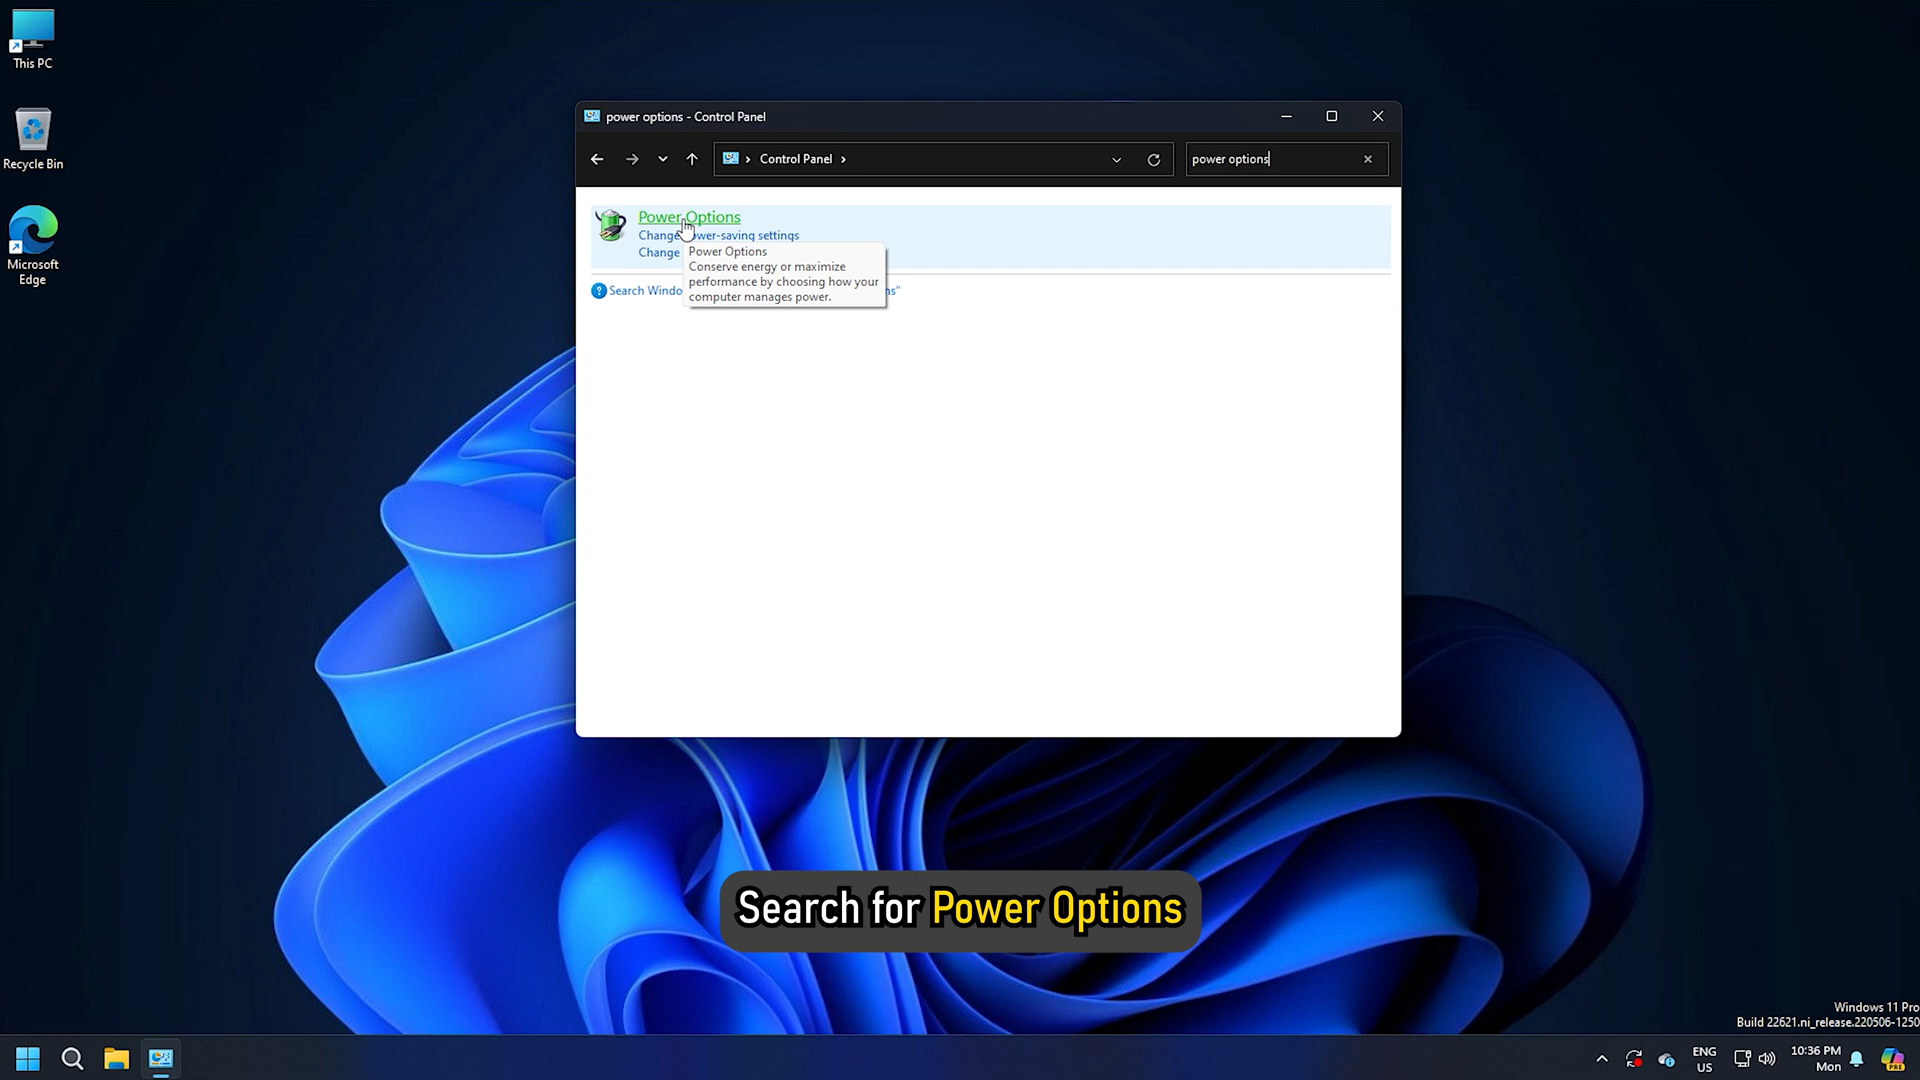 This PC
Recycle Bin
Microsoft
Edge
power options - Control Panel
Control Panel
power options
Power Options
Change power-saving settings
Change
Power Options
Conserve energy or maximize
performance by choosing how your
computer manages power.
Search Windo
ns"
Search for Power Options
Windows 11 Pro
Build 22621.ni_release.220506-1250
ENG
US
10:36 PM
Mon
PRE